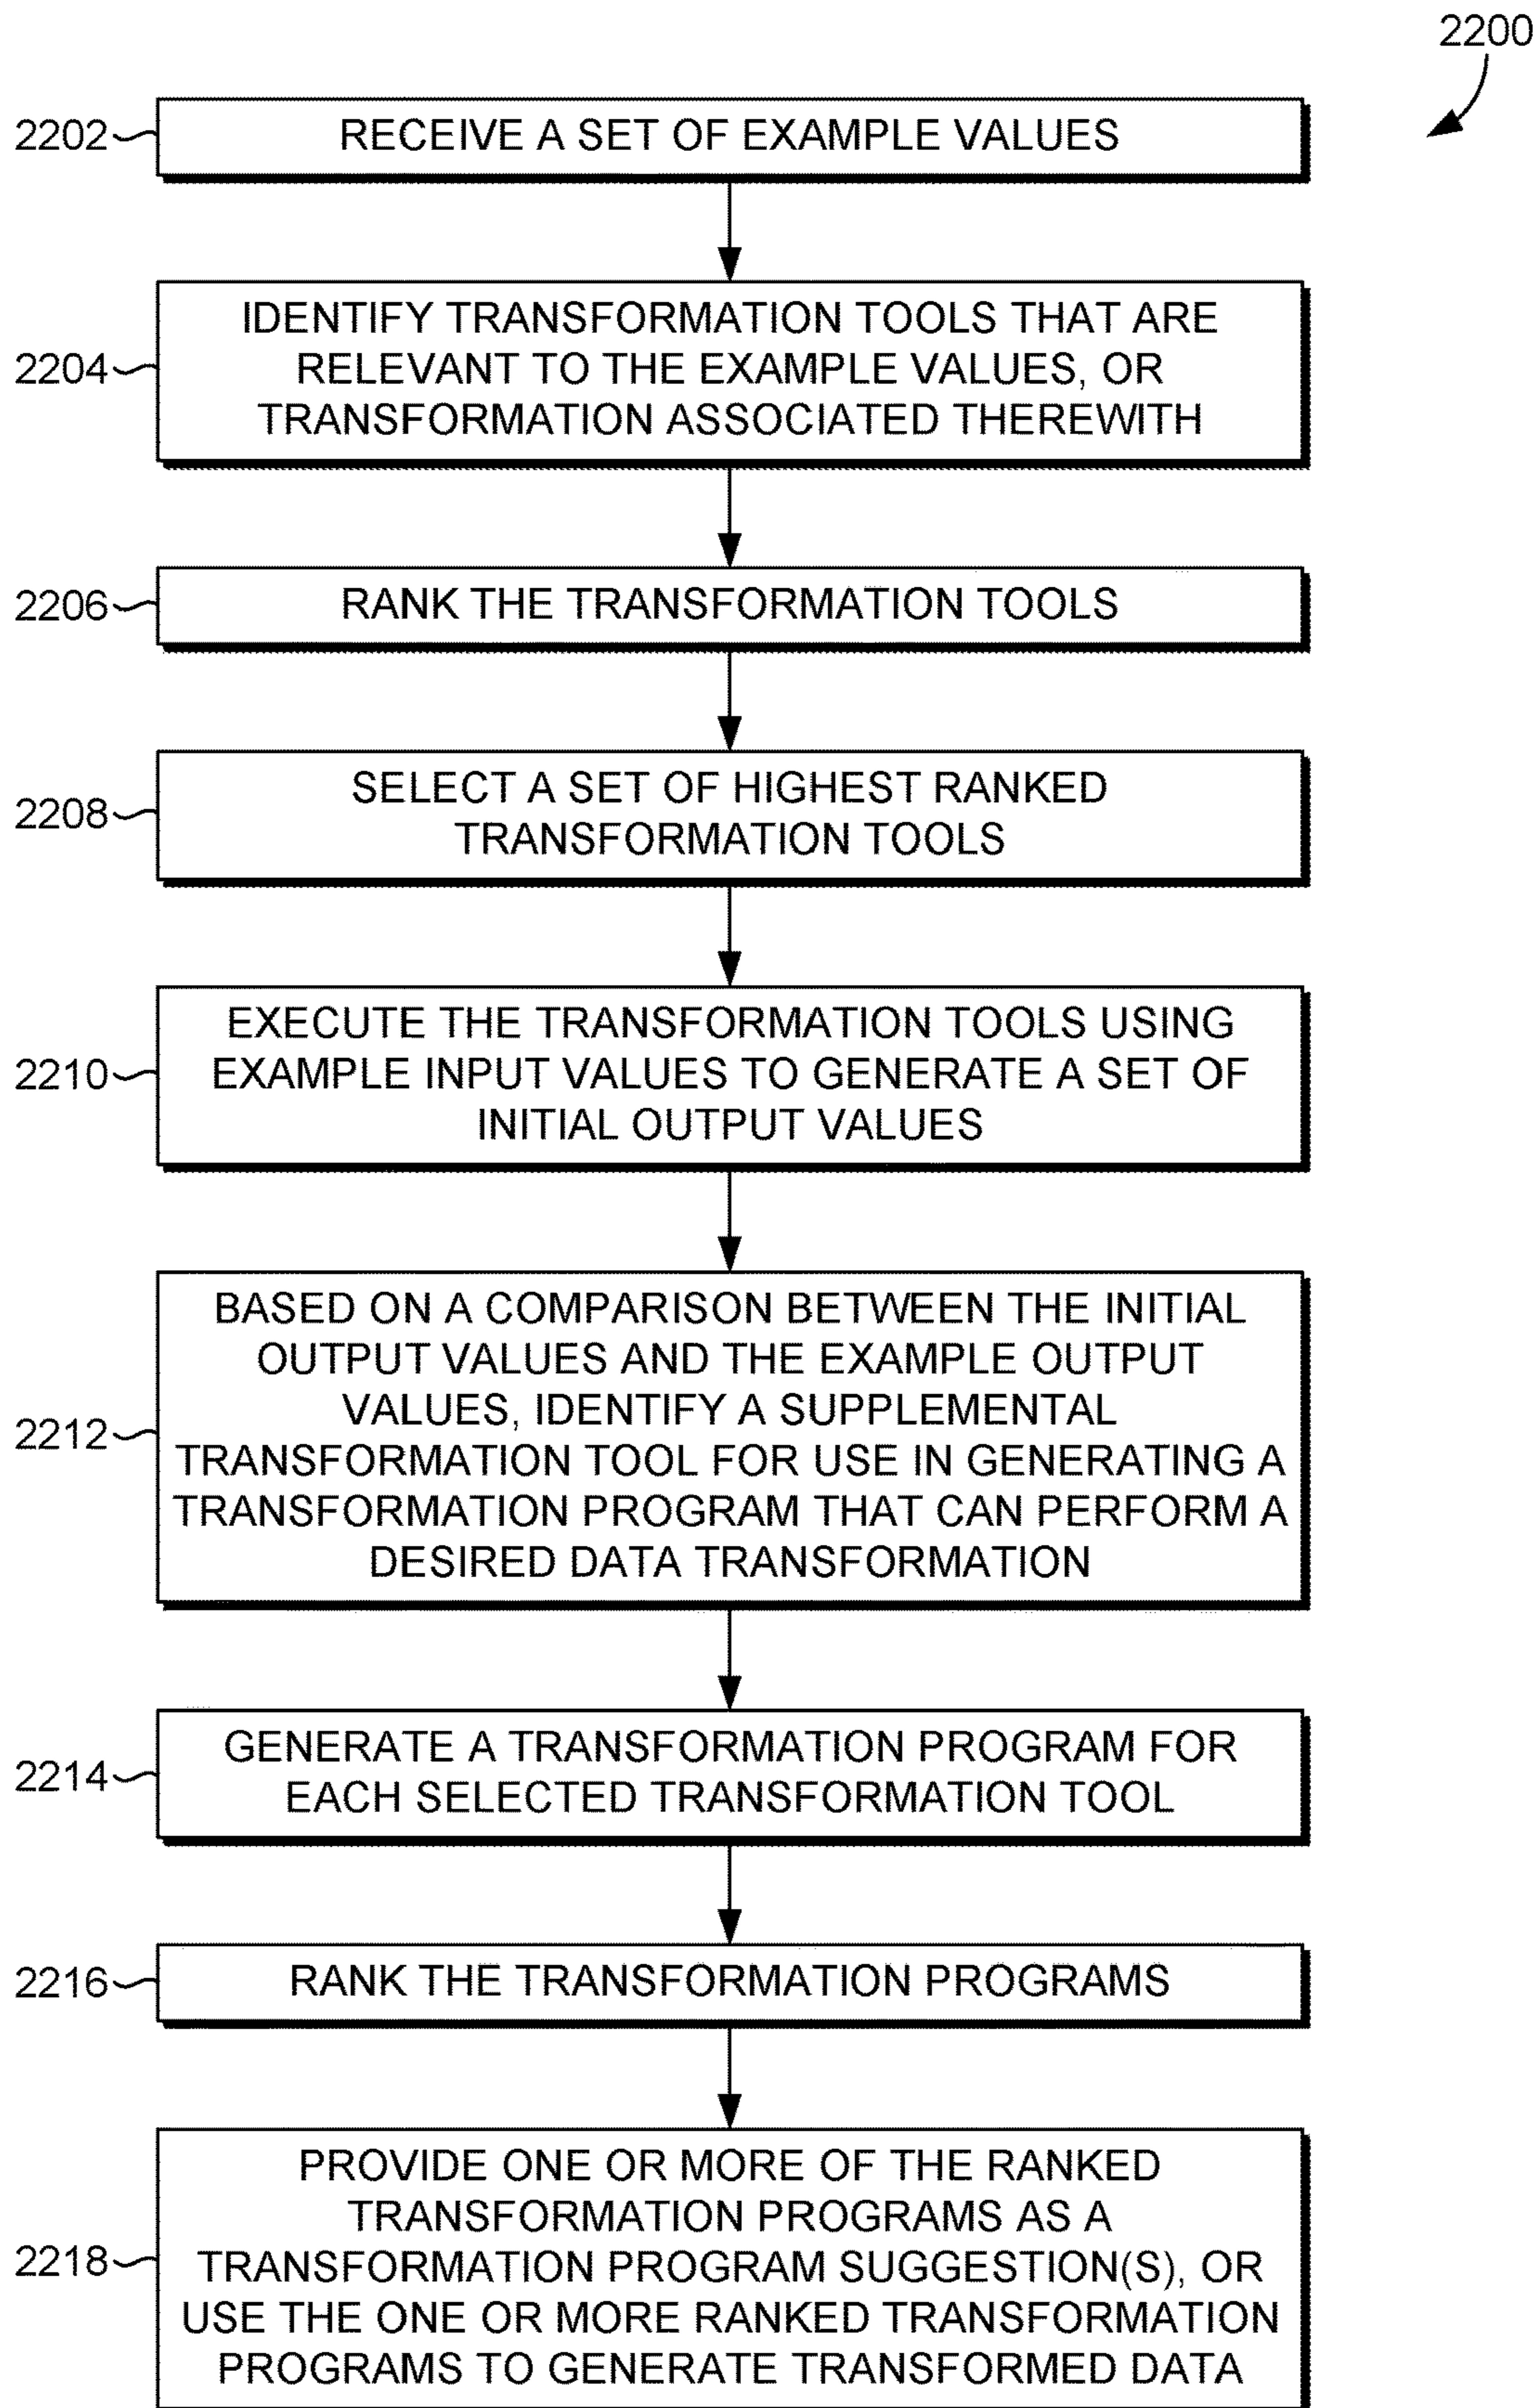 2200
2202
RECEIVE A SET OF EXAMPLE VALUES
2204
IDENTIFY TRANSFORMATION TOOLS THAT ARE
RELEVANT TO THE EXAMPLE VALUES, OR
TRANSFORMATION ASSOCIATED THEREWITH
2206
RANK THE TRANSFORMATION TOOLS
2208
SELECT A SET OF HIGHEST RANKED
TRANSFORMATION TOOLS
2210
EXECUTE THE TRANSFORMATION TOOLS USING
EXAMPLE INPUT VALUES TO GENERATE A SET OF
INITIAL OUTPUT VALUES
2212
BASED ON A COMPARISON BETWEEN THE INITIAL
OUTPUT VALUES AND THE EXAMPLE OUTPUT
VALUES, IDENTIFY A SUPPLEMENTAL
TRANSFORMATION TOOL FOR USE IN GENERATING A
TRANSFORMATION PROGRAM THAT CAN PERFORM A
DESIRED DATA TRANSFORMATION
2214
GENERATE A TRANSFORMATION PROGRAM FOR
EACH SELECTED TRANSFORMATION TOOL
2216
RANK THE TRANSFORMATION PROGRAMS
2218
PROVIDE ONE OR MORE OF THE RANKED
TRANSFORMATION PROGRAMS AS A
TRANSFORMATION PROGRAM SUGGESTION(S), OR
USE THE ONE OR MORE RANKED TRANSFORMATION
PROGRAMS TO GENERATE TRANSFORMED DATA